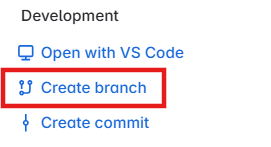 Development
Open with VS Code
Create branch
Create commit